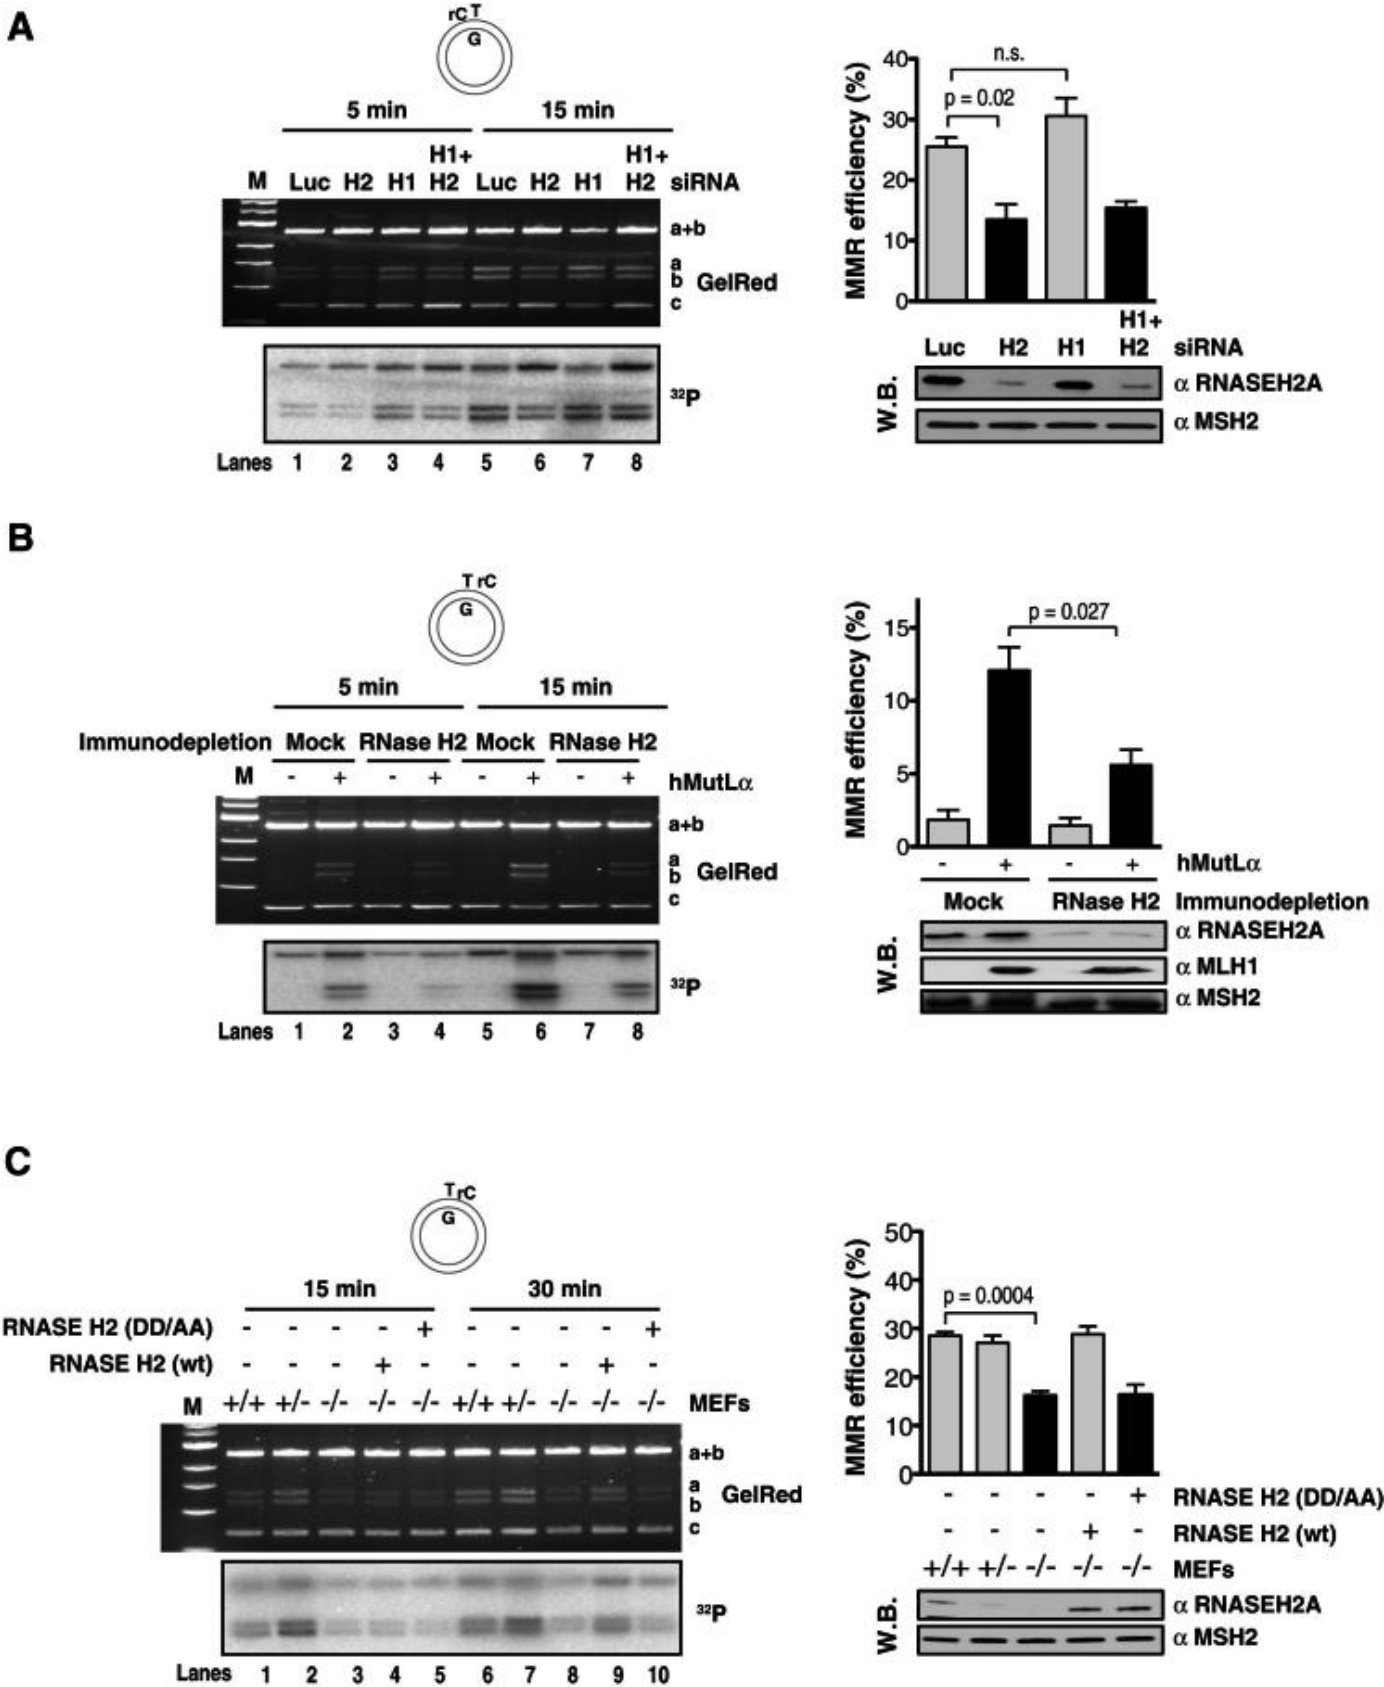 A
rC T
G
5 min
15 min
H1+
H1+
M
Luc H2 H1 H2 Luc H2 H1 H2 siRNA
a+b
a
b
GelRed
c
32P
Lanes 1 2 3 4 5 6 7 8
MMR efficiency (%)
40
30
20
10
0
n.s.
p = 0.02
H1+
Luc H2 H1 H2 siRNA
W.B.
α RNASEH2A
α MSH2
B
T rC
G
5 min
15 min
Immunodepletion Mock RNase H2 Mock RNase H2
M
- + - + - + - + hMutLα
a+b
a
b
GelRed
c
32P
Lanes 1 2 3 4 5 6 7 8
MMR efficiency (%)
15
10
5
0
p = 0.027
- + - + hMutLα
Mock RNase H2 Immunodepletion
W.B.
α RNASEH2A
α MLH1
α MSH2
C
T rC
G
15 min
30 min
RNASE H2 (DD/AA) - - - - + - - - - +
RNASE H2 (wt) - - - + - - - - + -
M +/+ +/- -/- -/- -/- +/+ +/- -/- -/- -/- MEFs
a+b
a
b
GelRed
c
32P
Lanes 1 2 3 4 5 6 7 8 9 10
MMR efficiency (%)
50
40
30
20
10
0
p = 0.0004
- - - - + RNASE H2 (DD/AA)
- - - + - RNASE H2 (wt)
+/+ +/- -/- -/- -/- MEFs
W.B.
α RNASEH2A
α MSH2